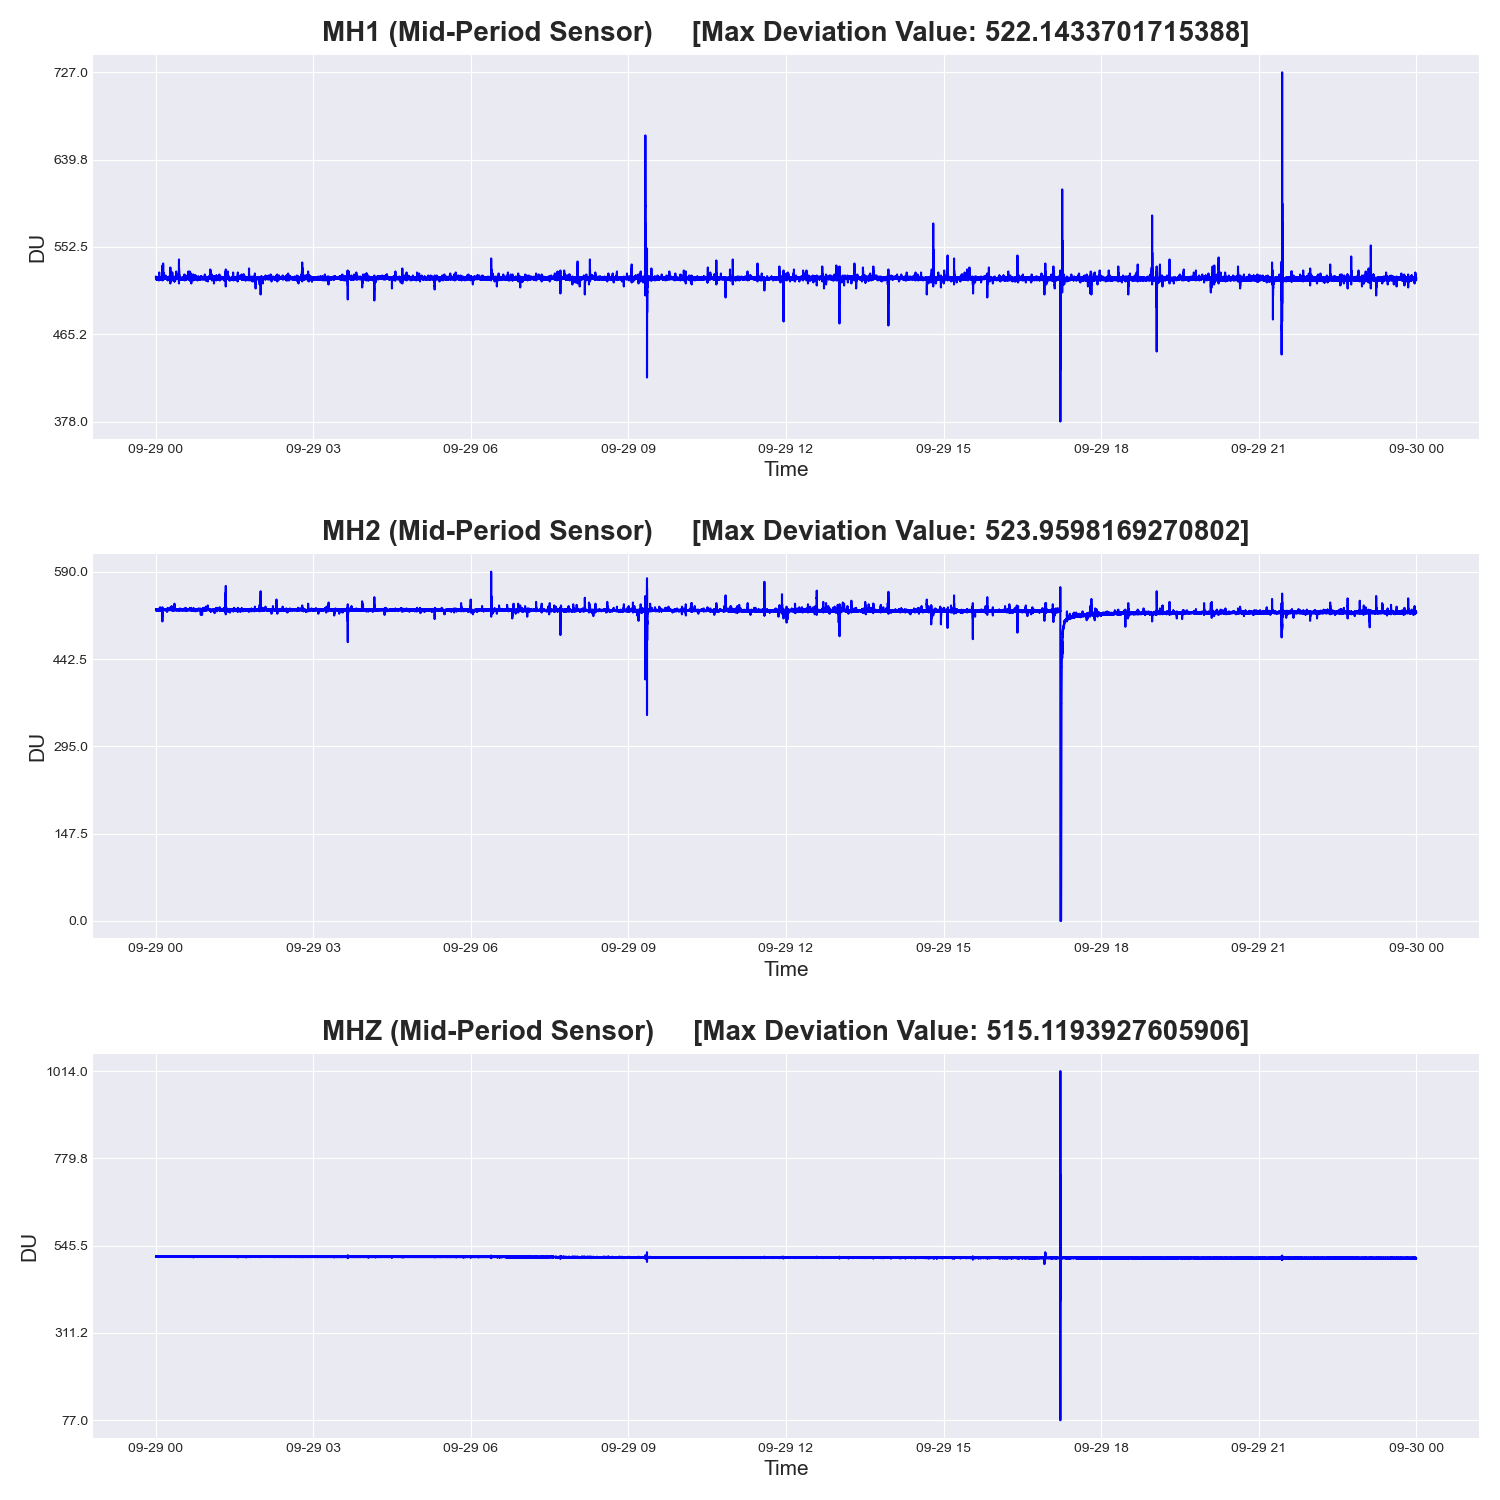 MH1 (Mid-Period Sensor) [Max Deviation Value: 522.1433701715388]
727.0
639.8
552.5
465.2
378.0
DU
09-29 00 09-29 03 09-29 06 09-29 09 09-29 12 09-29 15 09-29 18 09-29 21 09-30 00
Time
MH2 (Mid-Period Sensor) [Max Deviation Value: 523.9598169270802]
590.0
442.5
295.0
147.5
0.0
DU
09-29 00 09-29 03 09-29 06 09-29 09 09-29 12 09-29 15 09-29 18 09-29 21 09-30 00
Time
MHZ (Mid-Period Sensor) [Max Deviation Value: 515.1193927605906]
1014.0
779.8
545.5
311.2
77.0
DU
09-29 00 09-29 03 09-29 06 09-29 09 09-29 12 09-29 15 09-29 18 09-29 21 09-30 00
Time